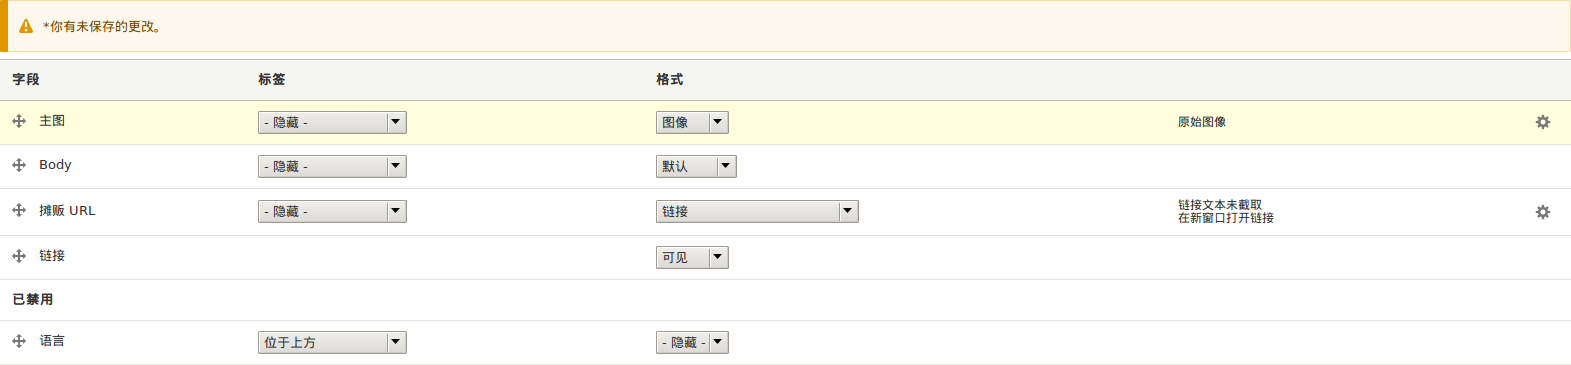 *你有未保存的更改。
字段 标签 格式
主图 - 隐藏 - 图像 原始图像
Body - 隐藏 - 默认
摊贩 URL - 隐藏 - 链接 链接文本未截取
在新窗口打开链接
链接 可见
已禁用
语言 位于上方 - 隐藏 -